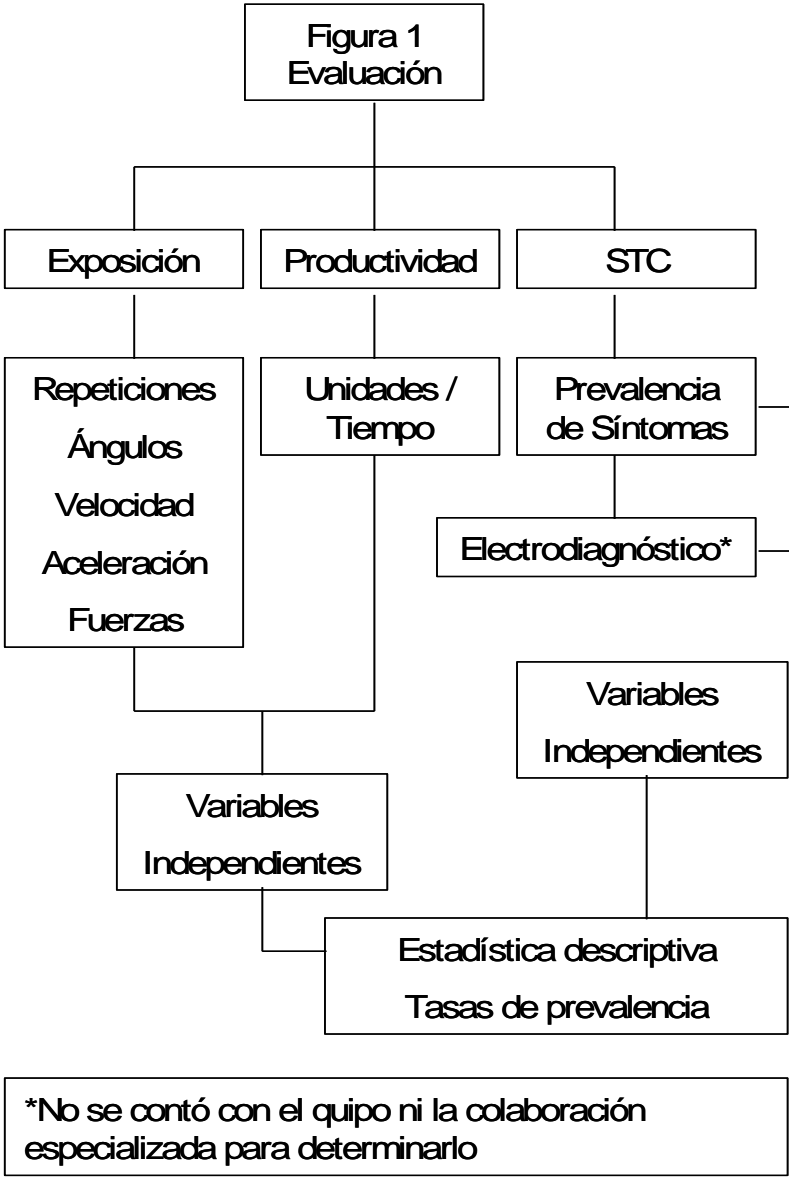 Figura 1
Evaluación
Exposición
Productividad
STC
Repeticiones
Ángulos
Velocidad
Aceleración
Fuerzas
Unidades /
Tiempo
Prevalencia
de Síntomas
Electrodiagnóstico*
Variables
Independientes
Variables
Independientes
Estadística descriptiva
Tasas de prevalencia
*No se contó con el quipo ni la colaboración
especializada para determinarlo